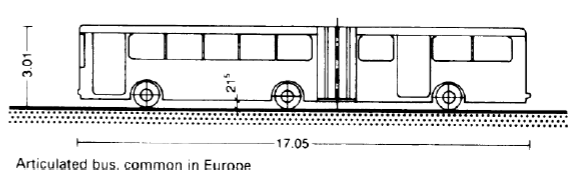 3.01
21⁵
17.05
Articulated bus, common in Europe